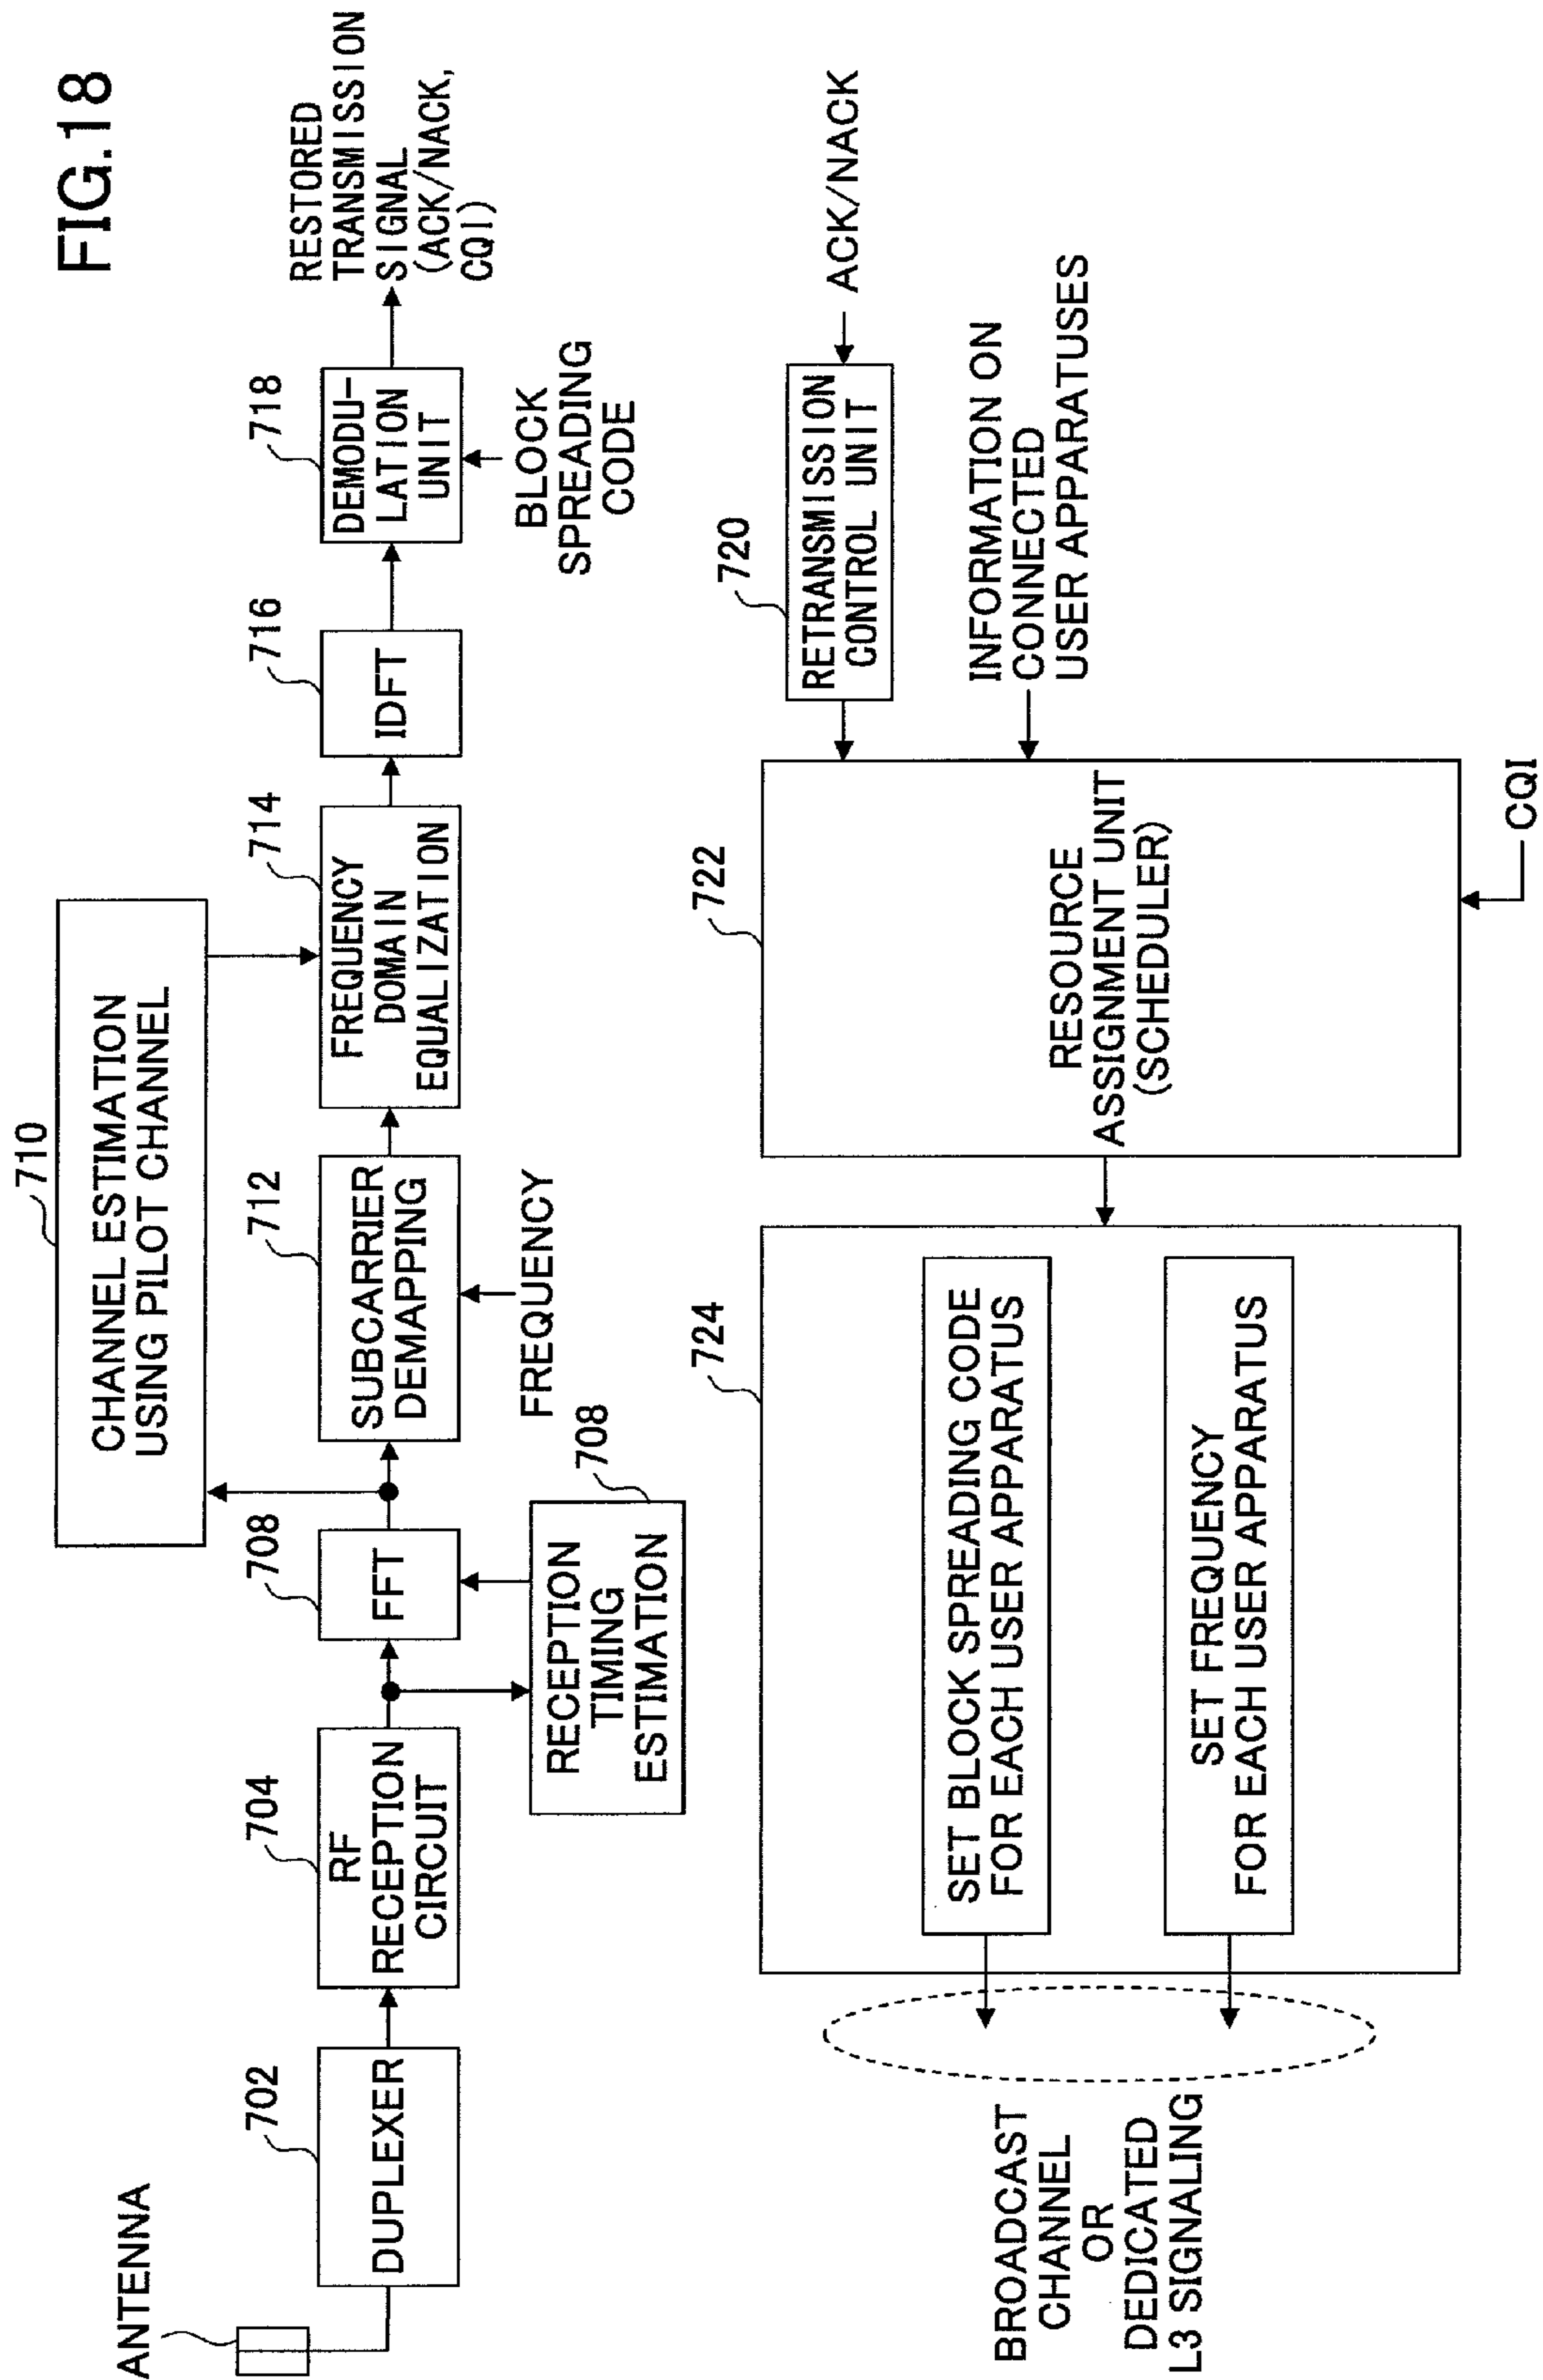 FIG.18
ANTENNA
702
DUPLEXER
704
RF
RECEPTION
CIRCUIT
708
FFT
708
RECEPTION
TIMING
ESTIMATION
710
CHANNEL ESTIMATION
USING PILOT CHANNEL
712
SUBCARRIER
DEMAPPING
FREQUENCY
714
FREQUENCY
DOMAIN
EQUALIZATION
716
IDFT
718
DEMODU-
LATION
UNIT
BLOCK
SPREADING
CODE
RESTORED
TRANSMISSION
SIGNAL
(ACK/NACK,
CQI)
BROADCAST
CHANNEL
OR
DEDICATED
L3 SIGNALING
724
SET BLOCK SPREADING CODE
FOR EACH USER APPARATUS
SET FREQUENCY
FOR EACH USER APPARATUS
722
RESOURCE
ASSIGNMENT UNIT
(SCHEDULER)
720
RETRANSMISSION
CONTROL UNIT
ACK/NACK
INFORMATION ON
CONNECTED
USER APPARATUSES
CQI